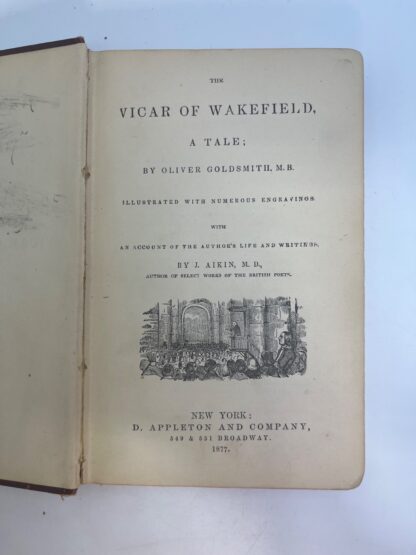 THE
VICAR OF WAKEFIELD,
A TALE;
BY OLIVER GOLDSMITH, M.B.
ILLUSTRATED WITH NUMEROUS ENGRAVINGS
WITH
AN ACCOUNT OF THE AUTHOR'S LIFE AND WRITINGS,
BY J. AIKIN, M. D.,
AUTHOR OF SELECT WORKS OF THE BRITISH POETS.
NEW YORK:
D. APPLETON AND COMPANY,
549 & 551 BROADWAY.
1877.